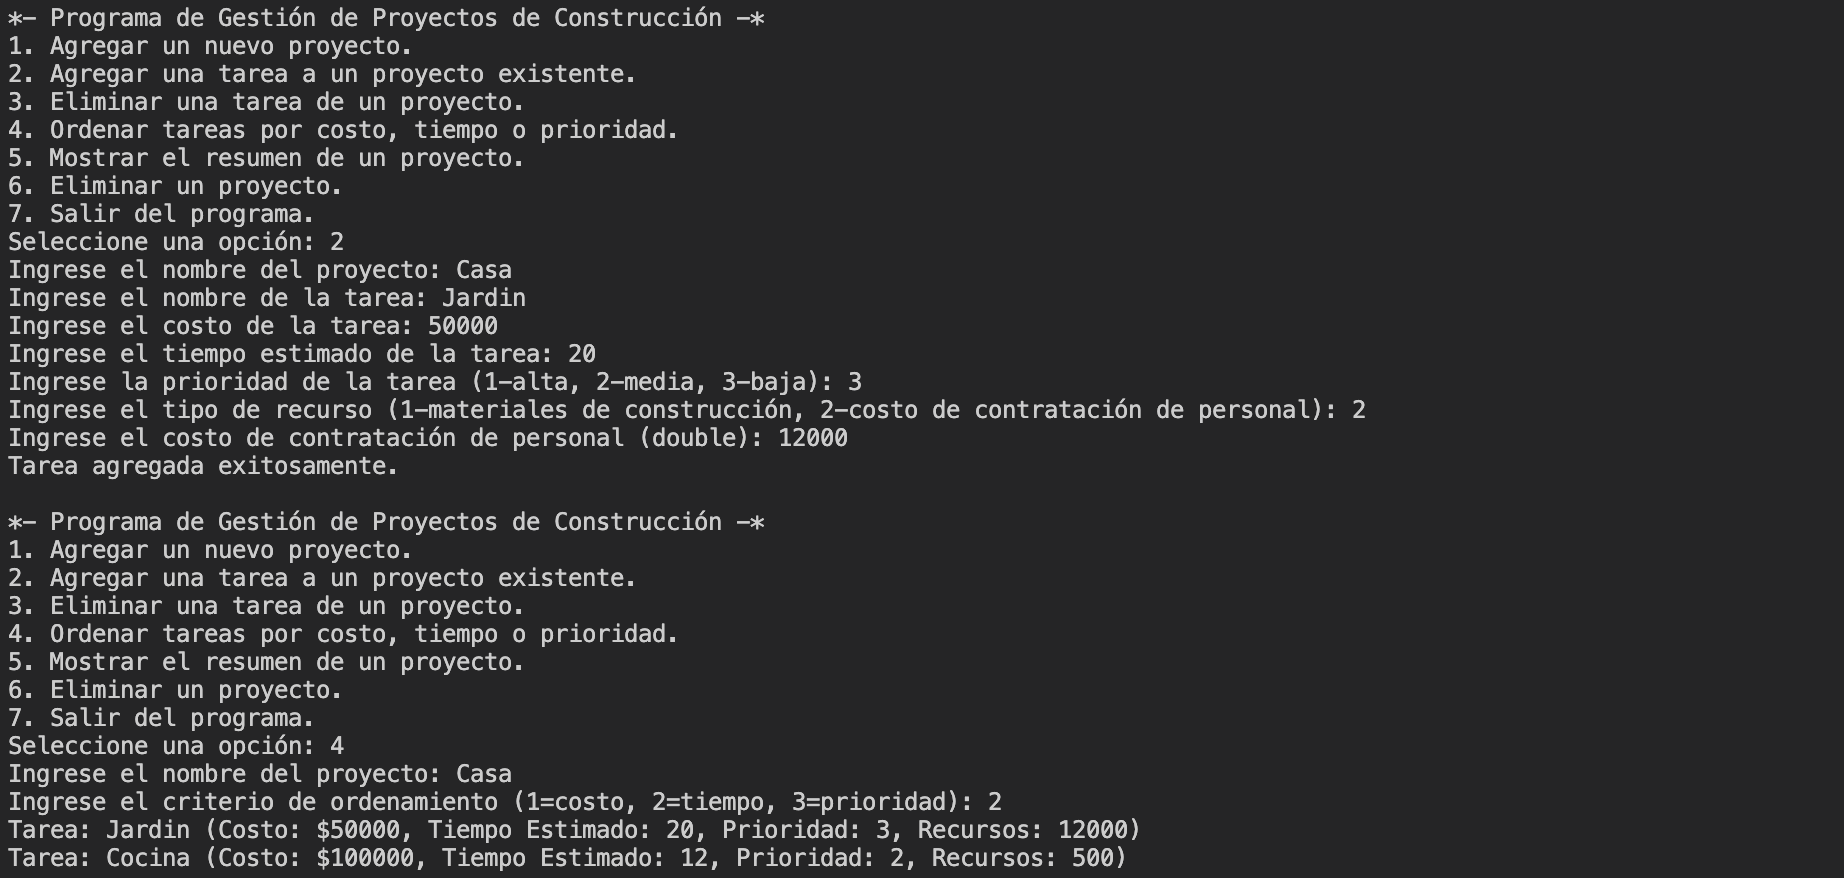 *– Programa de Gestión de Proyectos de Construcción –*
1. Agregar un nuevo proyecto.
2. Agregar una tarea a un proyecto existente.
3. Eliminar una tarea de un proyecto.
4. Ordenar tareas por costo, tiempo o prioridad.
5. Mostrar el resumen de un proyecto.
6. Eliminar un proyecto.
7. Salir del programa.
Seleccione una opción: 2
Ingrese el nombre del proyecto: Casa
Ingrese el nombre de la tarea: Jardin
Ingrese el costo de la tarea: 50000
Ingrese el tiempo estimado de la tarea: 20
Ingrese la prioridad de la tarea (1–alta, 2–media, 3–baja): 3
Ingrese el tipo de recurso (1–materiales de construcción, 2–costo de contratación de personal): 2
Ingrese el costo de contratación de personal (double): 12000
Tarea agregada exitosamente.
*– Programa de Gestión de Proyectos de Construcción –*
1. Agregar un nuevo proyecto.
2. Agregar una tarea a un proyecto existente.
3. Eliminar una tarea de un proyecto.
4. Ordenar tareas por costo, tiempo o prioridad.
5. Mostrar el resumen de un proyecto.
6. Eliminar un proyecto.
7. Salir del programa.
Seleccione una opción: 4
Ingrese el nombre del proyecto: Casa
Ingrese el criterio de ordenamiento (1=costo, 2=tiempo, 3=prioridad): 2
Tarea: Jardin (Costo: $50000, Tiempo Estimado: 20, Prioridad: 3, Recursos: 12000)
Tarea: Cocina (Costo: $100000, Tiempo Estimado: 12, Prioridad: 2, Recursos: 500)